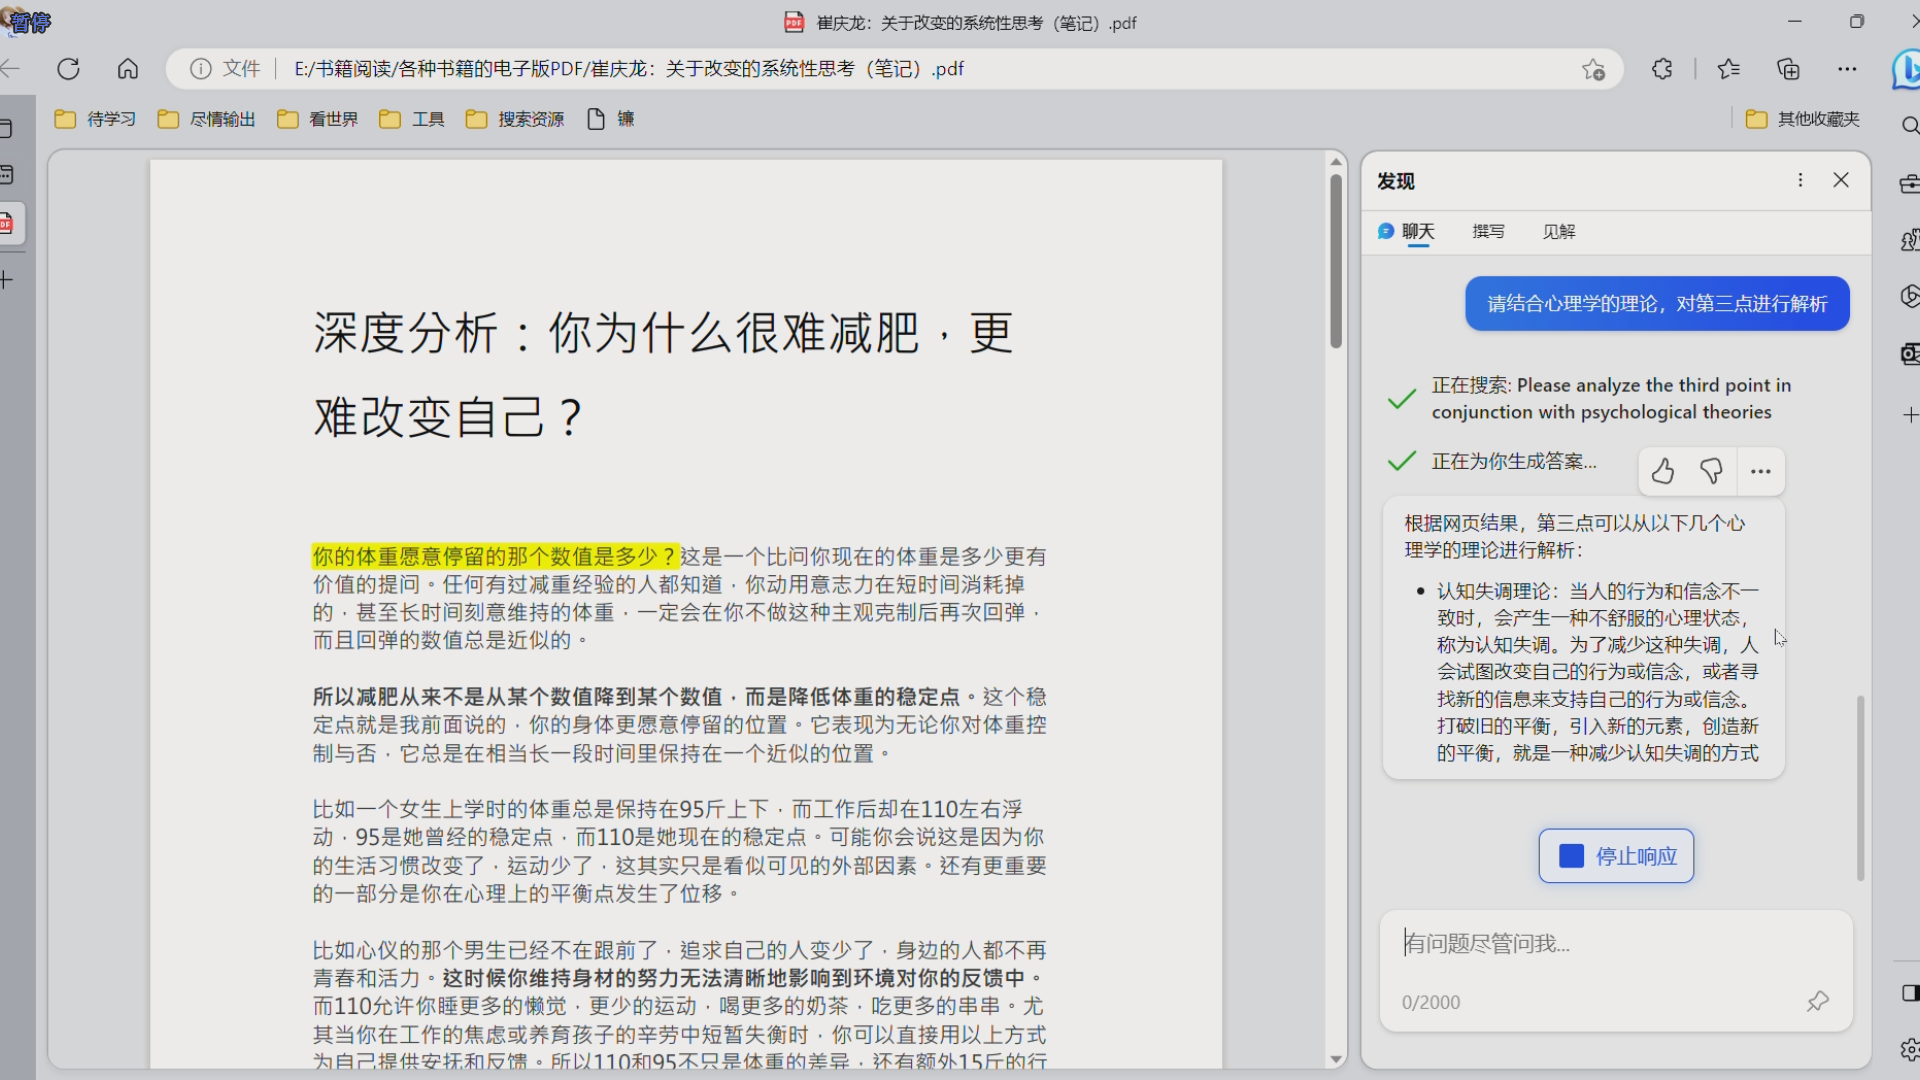 暂停
崔庆龙：关于改变的系统性思考（笔记）.pdf
文件
E:/书籍阅读/各种书籍的电子版PDF/崔庆龙：关于改变的系统性思考（笔记）.pdf
待学习
尽情输出
看世界
工具
搜索资源
镰
其他收藏夹
深度分析：你为什么很难减肥，更
难改变自己？
你的体重愿意停留的那个数值是多少？这是一个比问你现在的体重是多少更有
价值的提问。任何有过减重经验的人都知道，你动用意志力在短时间消耗掉
的，甚至长时间刻意维持的体重，一定会在你不做这种主观克制后再次回弹，
而且回弹的数值总是近似的。
所以减肥从来不是从某个数值降到某个数值，而是降低体重的稳定点。这个稳
定点就是我前面说的，你的身体更愿意停留的位置。它表现为无论你对体重控
制与否，它总是在相当长一段时间里保持在一个近似的位置。
比如一个女生上学时的体重总是保持在95斤上下，而工作后却在110左右浮
动，95是她曾经的稳定点，而110是她现在的稳定点。可能你会说这是因为你
的生活习惯改变了，运动少了，这其实只是看似可见的外部因素。还有更重要
的一部分是你在心理上的平衡点发生了位移。
比如心仪的那个男生已经不在跟前了，追求自己的人变少了，身边的人都不再
青春和活力。这时候你维持身材的努力无法清晰地影响到环境对你的反馈中。
而110允许你睡更多的懒觉，更少的运动，喝更多的奶茶，吃更多的串串。尤
其当你在工作的焦虑或养育孩子的辛劳中短暂失衡时，你可以直接用以上方式
为自己提供安抚和反馈。所以110和95不只是体重的差异，还有额外15斤的行
发现
聊天
撰写
见解
请结合心理学的理论，对第三点进行解析
正在搜索: Please analyze the third point in
conjunction with psychological theories
正在为你生成答案...
根据网页结果，第三点可以从以下几个心
理学的理论进行解析：
• 认知失调理论：当人的行为和信念不一
致时，会产生一种不舒服的心理状态，
称为认知失调。为了减少这种失调，人
会试图改变自己的行为或信念，或者寻
找新的信息来支持自己的行为或信念。
打破旧的平衡，引入新的元素，创造新
的平衡，就是一种减少认知失调的方式
停止响应
有问题尽管问我...
0/2000